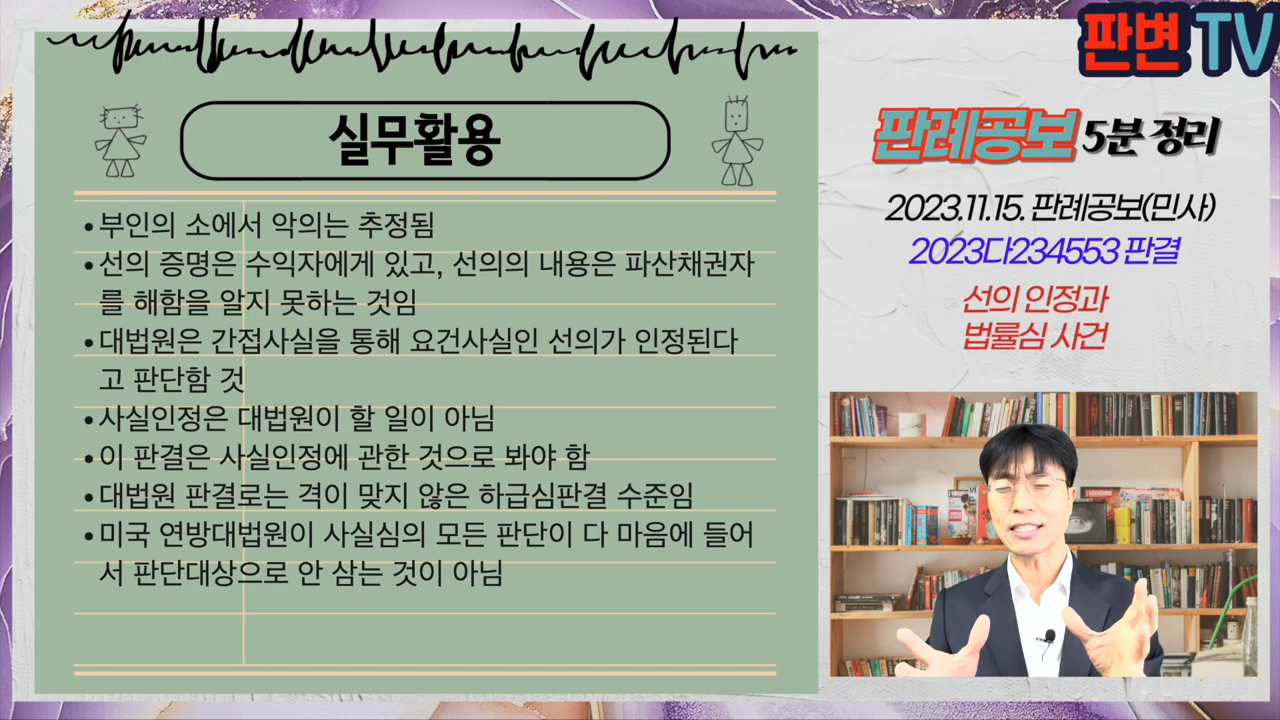 판변 TV
실무활용
• 부인의 소에서 악의는 추정됨
• 선의 증명은 수익자에게 있고, 선의의 내용은 파산채권자
를 해함을 알지 못하는 것임
• 대법원은 간접사실을 통해 요건사실인 선의가 인정된다
고 판단함 것
• 사실인정은 대법원이 할 일이 아님
• 이 판결은 사실인정에 관한 것으로 봐야 함
• 대법원 판결로는 격이 맞지 않은 하급심판결 수준임
• 미국 연방대법원이 사실심의 모든 판단이 다 마음에 들어
서 판단대상으로 안 삼는 것이 아님
판례공보 5분 정리
2023.11.15. 판례공보(민사)
2023다234553 판결
선의 인정과
법률심 사건